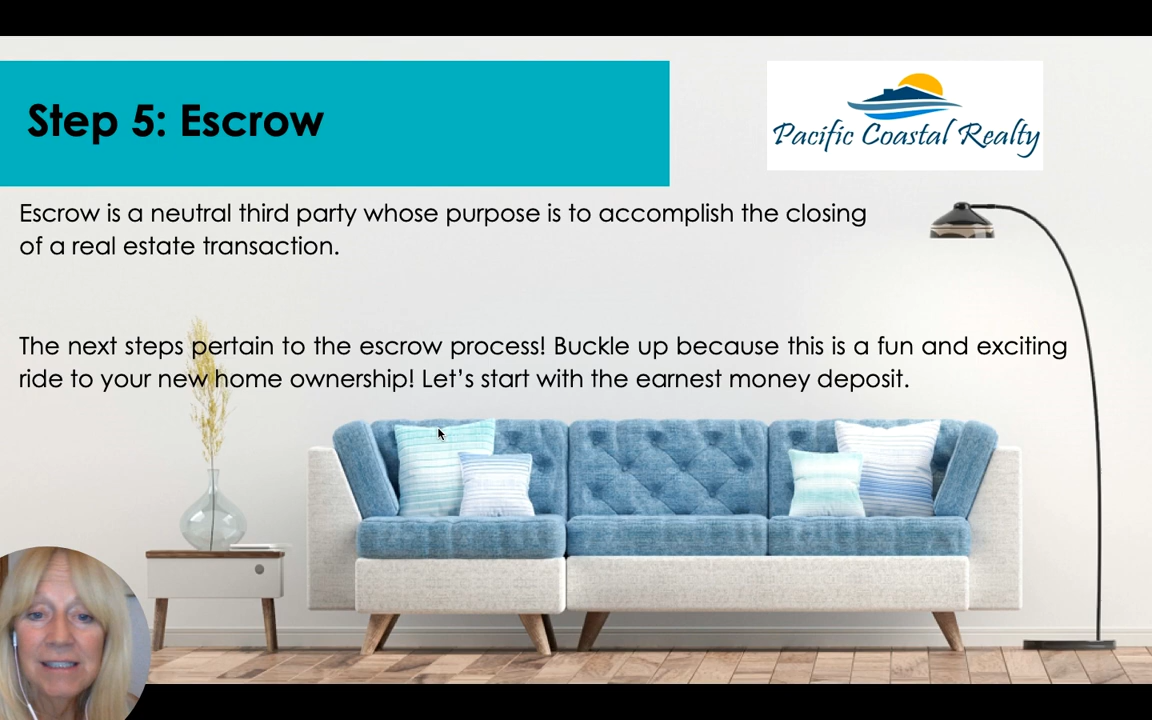 Step 5: Escrow
Pacific Coastal Realty
Escrow is a neutral third party whose purpose is to accomplish the closing
of a real estate transaction.
The next steps pertain to the escrow process! Buckle up because this is a fun and exciting
ride to your new home ownership! Let’s start with the earnest money deposit.